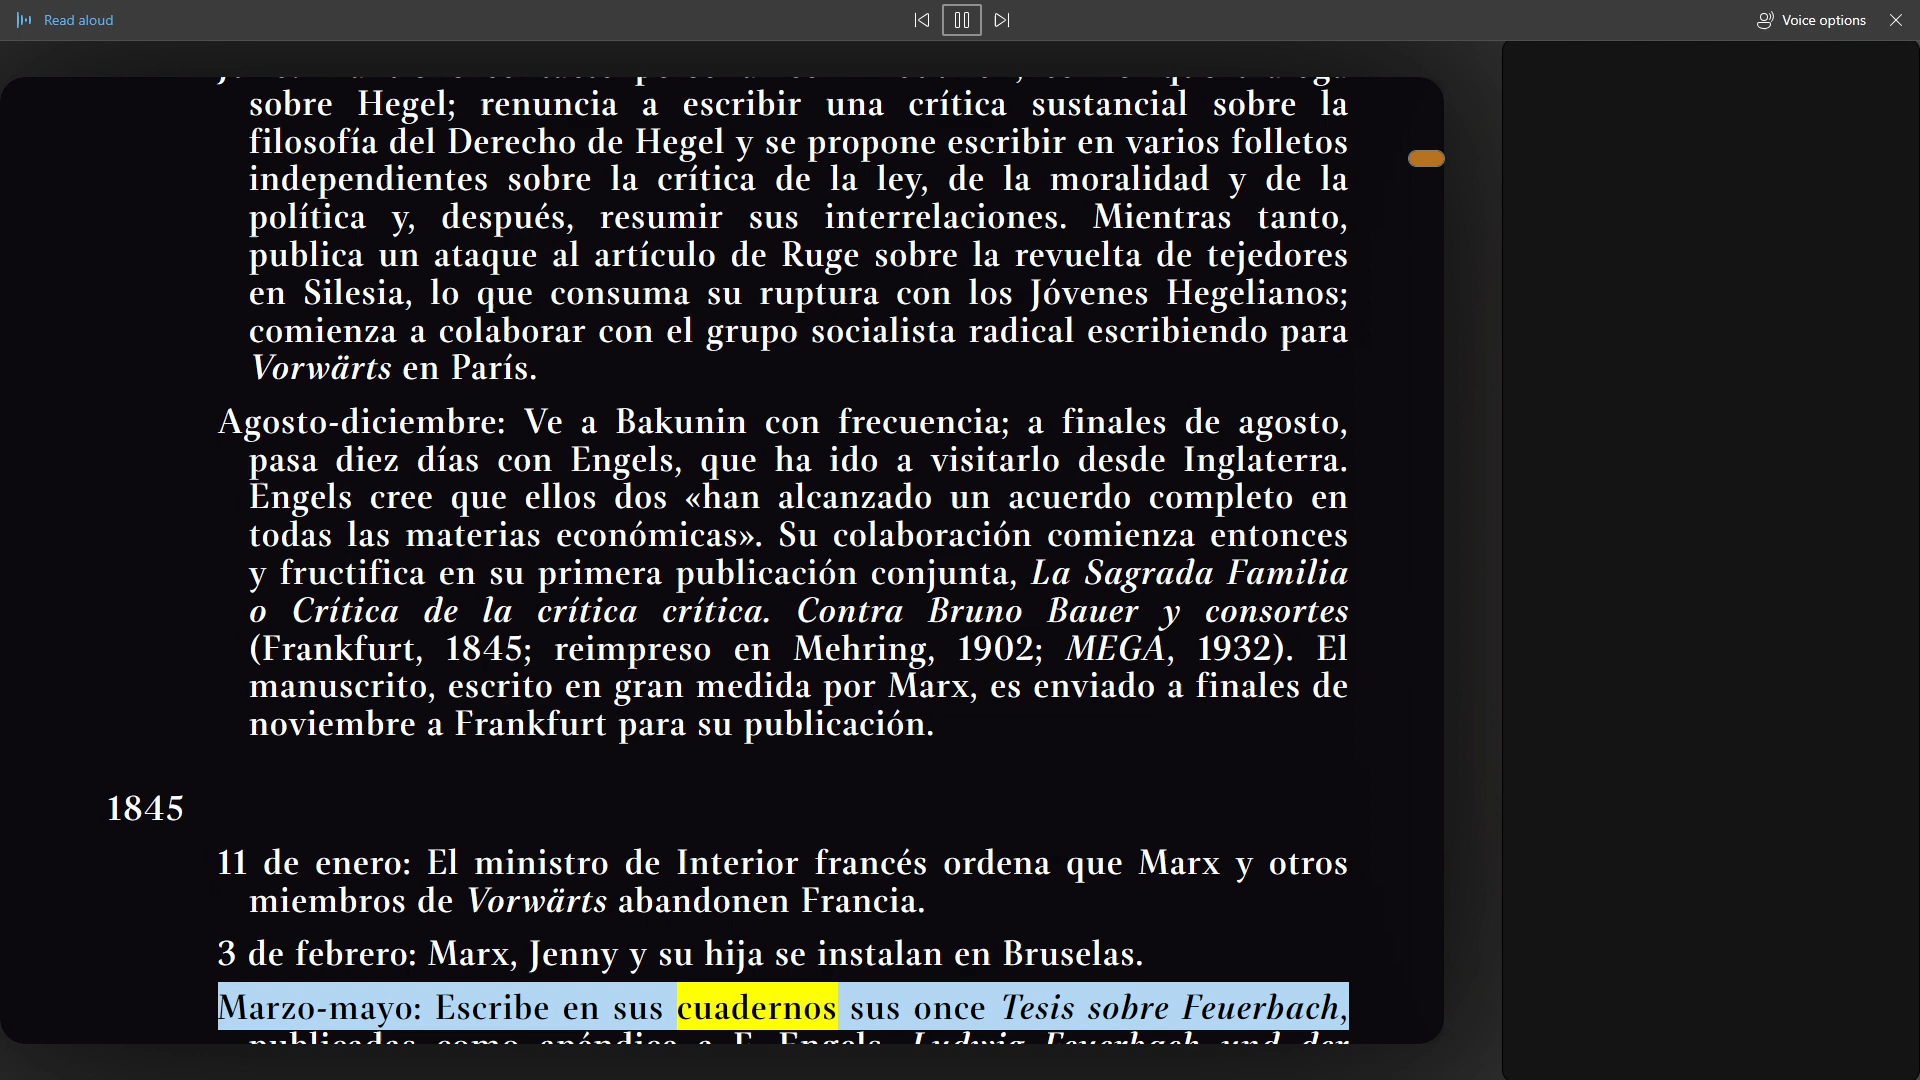 Read aloud
Voice options
sobre Hegel; renuncia a escribir una crítica sustancial sobre la
filosofía del Derecho de Hegel y se propone escribir en varios folletos
independientes sobre la crítica de la ley, de la moralidad y de la
política y, después, resumir sus interrelaciones. Mientras tanto,
publica un ataque al artículo de Ruge sobre la revuelta de tejedores
en Silesia, lo que consuma su ruptura con los Jóvenes Hegelianos;
comienza a colaborar con el grupo socialista radical escribiendo para
Vorwärts en París.
Agosto-diciembre: Ve a Bakunin con frecuencia; a finales de agosto,
pasa diez días con Engels, que ha ido a visitarlo desde Inglaterra.
Engels cree que ellos dos «han alcanzado un acuerdo completo en
todas las materias económicas». Su colaboración comienza entonces
y fructifica en su primera publicación conjunta, La Sagrada Familia
o Crítica de la crítica crítica. Contra Bruno Bauer y consortes
(Frankfurt, 1845; reimpreso en Mehring, 1902; MEGA, 1932). El
manuscrito, escrito en gran medida por Marx, es enviado a finales de
noviembre a Frankfurt para su publicación.
1845
11 de enero: El ministro de Interior francés ordena que Marx y otros
miembros de Vorwärts abandonen Francia.
3 de febrero: Marx, Jenny y su hija se instalan en Bruselas.
Marzo-mayo: Escribe en sus cuadernos sus once Tesis sobre Feuerbach,
publicadas como apéndice a F. Engels, Ludwig Feuerbach und der